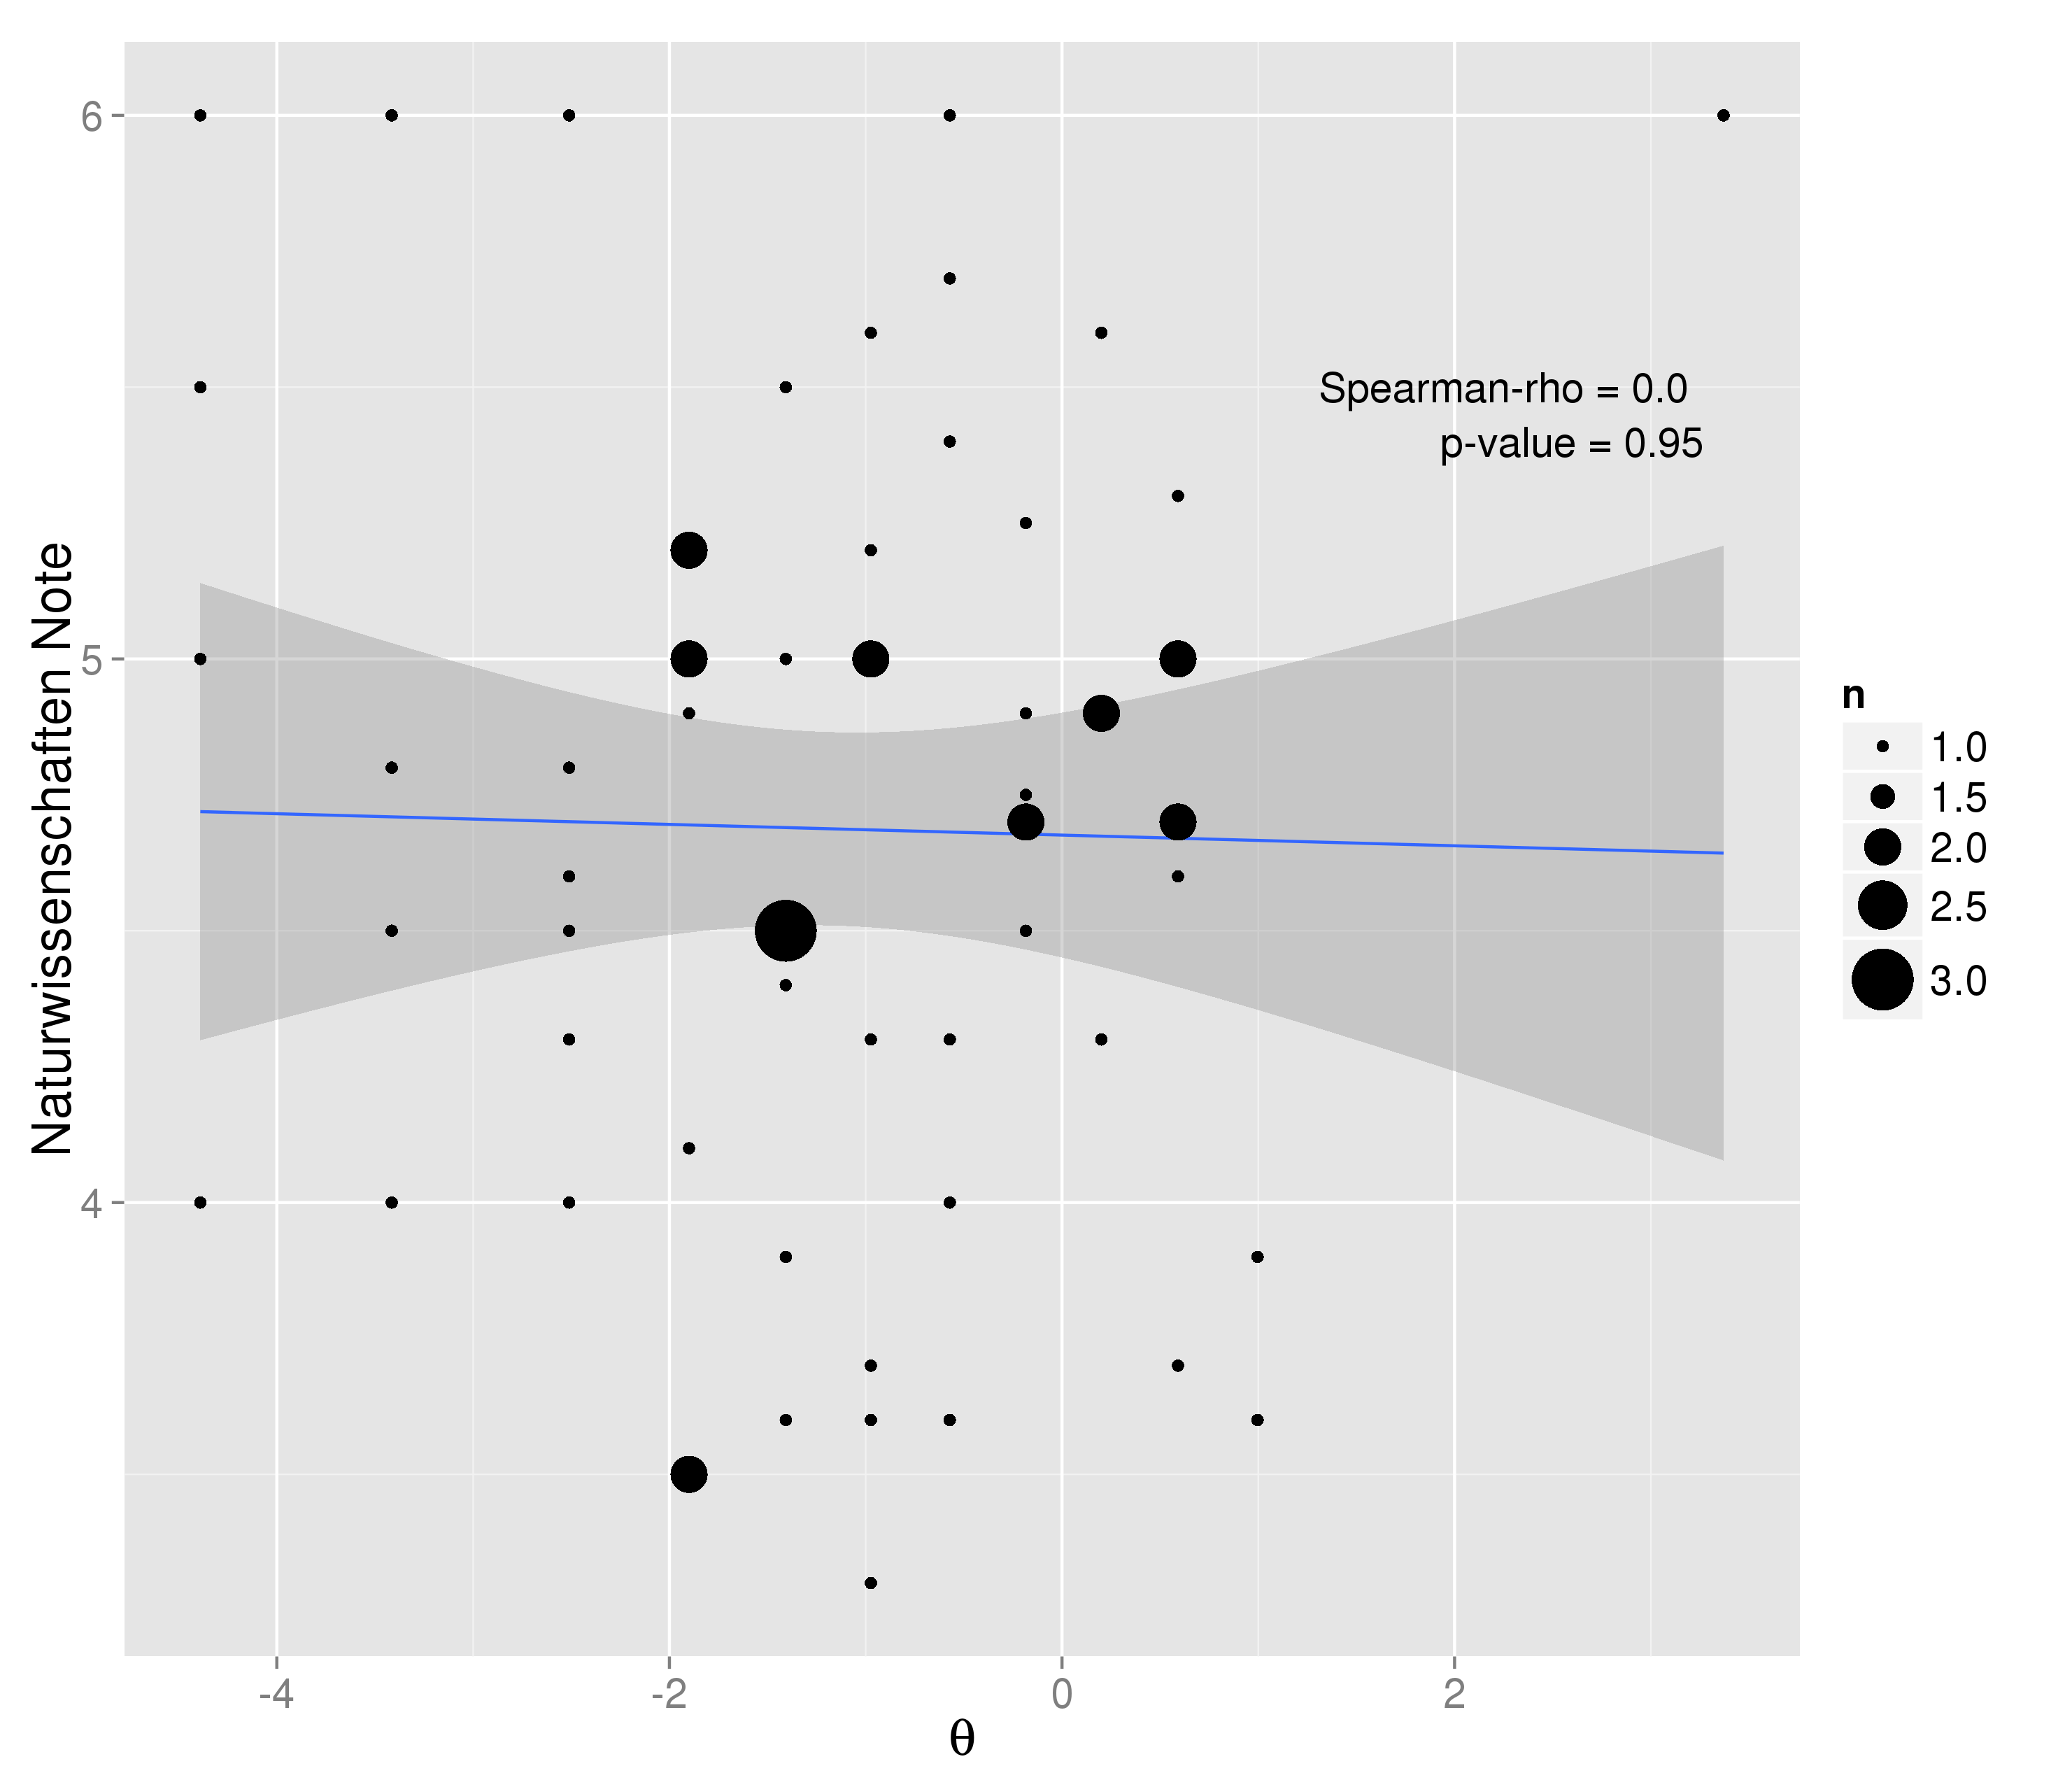 Naturwissenschaften Note
6
5
4
Spearman-rho = 0.0
p-value = 0.95
-4
-2
0
2
θ
n
1.0
1.5
2.0
2.5
3.0